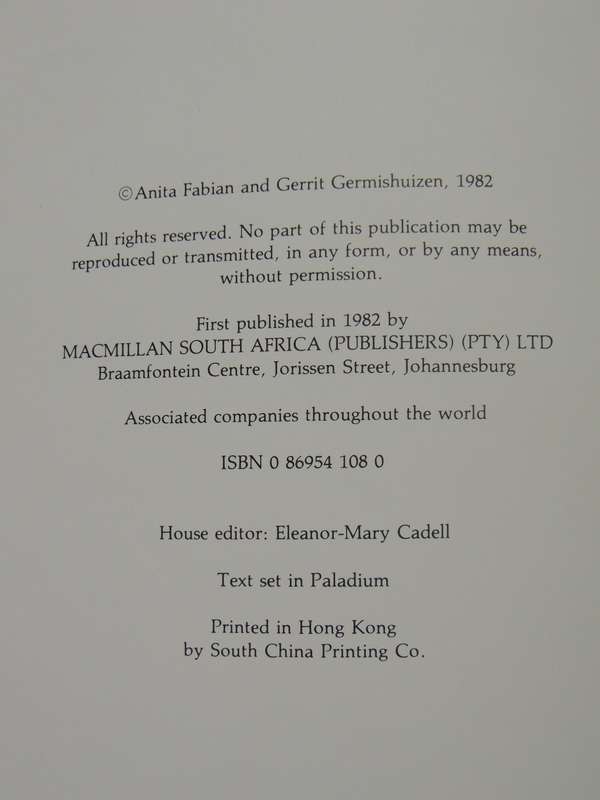 ©Anita Fabian and Gerrit Germishuizen, 1982
All rights reserved. No part of this publication may be
reproduced or transmitted, in any form, or by any means,
without permission.
First published in 1982 by
MACMILLAN SOUTH AFRICA (PUBLISHERS) (PTY) LTD
Braamfontein Centre, Jorissen Street, Johannesburg
Associated companies throughout the world
ISBN 0 86954 108 0
House editor: Eleanor-Mary Cadell
Text set in Paladium
Printed in Hong Kong
by South China Printing Co.